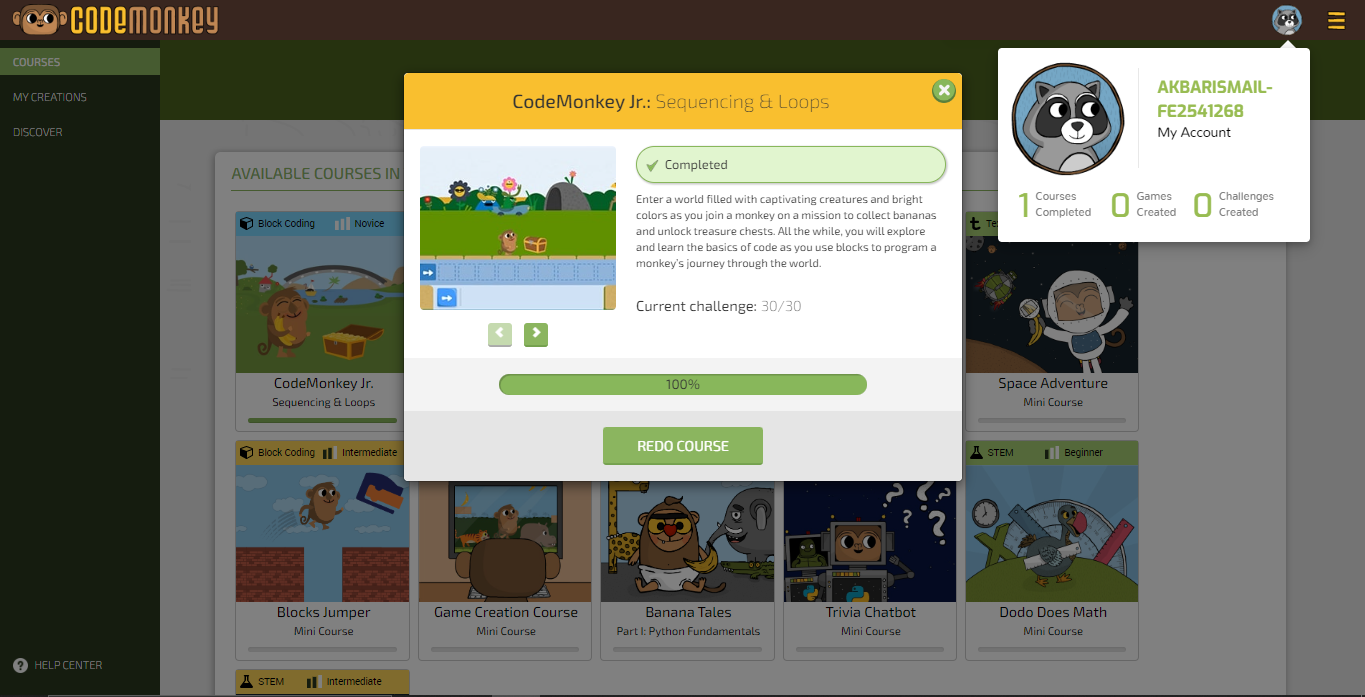 CODEMONKEY
COURSES
MY CREATIONS
DISCOVER
HELP CENTER
AKBARISMAIL-
FE2541268
My Account
1 Courses
Completed
0 Games
Created
0 Challenges
Created
CodeMonkey Jr.: Sequencing & Loops
Completed
Enter a world filled with captivating creatures and bright
colors as you join a monkey on a mission to collect bananas
and unlock treasure chests. All the while, you will explore
and learn the basics of code as you use blocks to program a
monkey's journey through the world.
Current challenge: 30/30
100%
REDO COURSE
AVAILABLE COURSES IN
Block Coding Novice
CodeMonkey Jr.
Sequencing & Loops
Space Adventure
Mini Course
Block Coding Intermediate
STEM Beginner
Blocks Jumper
Mini Course
Game Creation Course
Mini Course
Banana Tales
Part I: Python Fundamentals
Trivia Chatbot
Mini Course
Dodo Does Math
Mini Course
STEM Intermediate